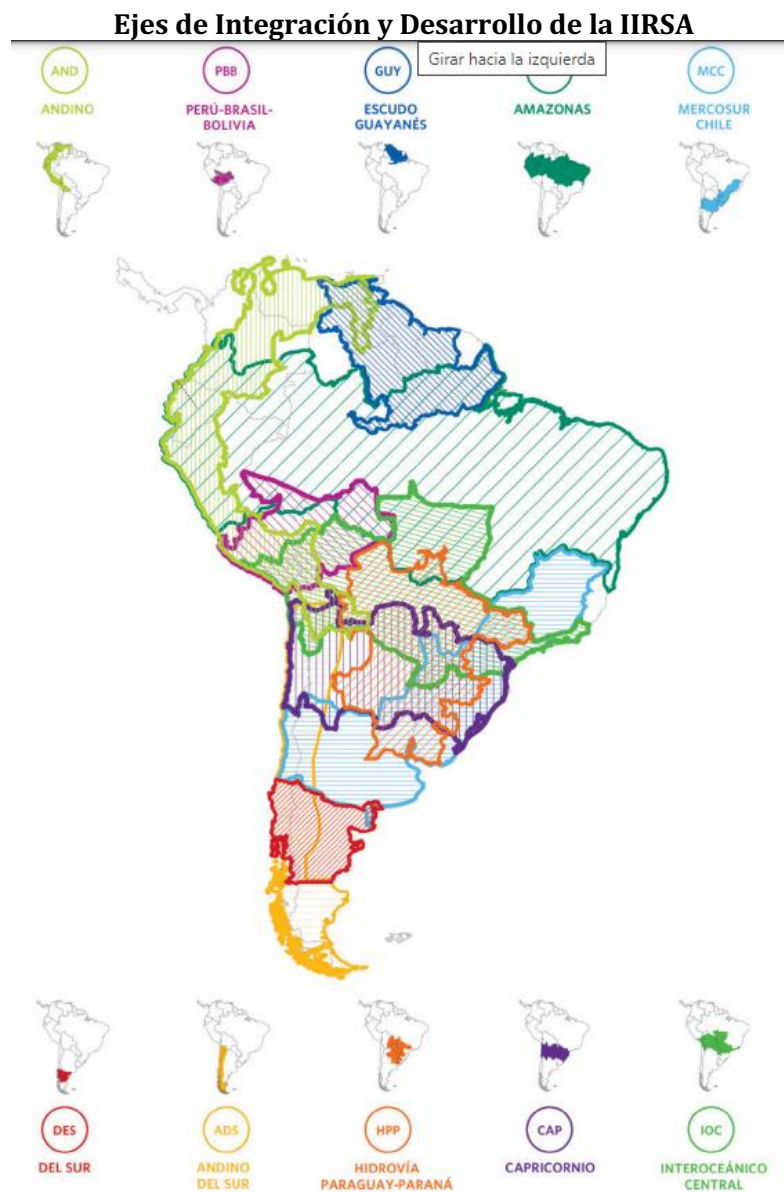 Ejes de Integración y Desarrollo de la IIRSA
Girar hacia la izquierda
AND
PBB
GUY
MCC
ANDINO
PERÚ-BRASIL-
BOLIVIA
ESCUDO
GUAYANÉS
AMAZONAS
MERCOSUR
CHILE
DES
ADS
HPP
CAP
IOC
DEL SUR
ANDINO
DEL SUR
HIDROVÍA
PARAGUAY-PARANÁ
CAPRICORNIO
INTEROCEÁNICO
CENTRAL